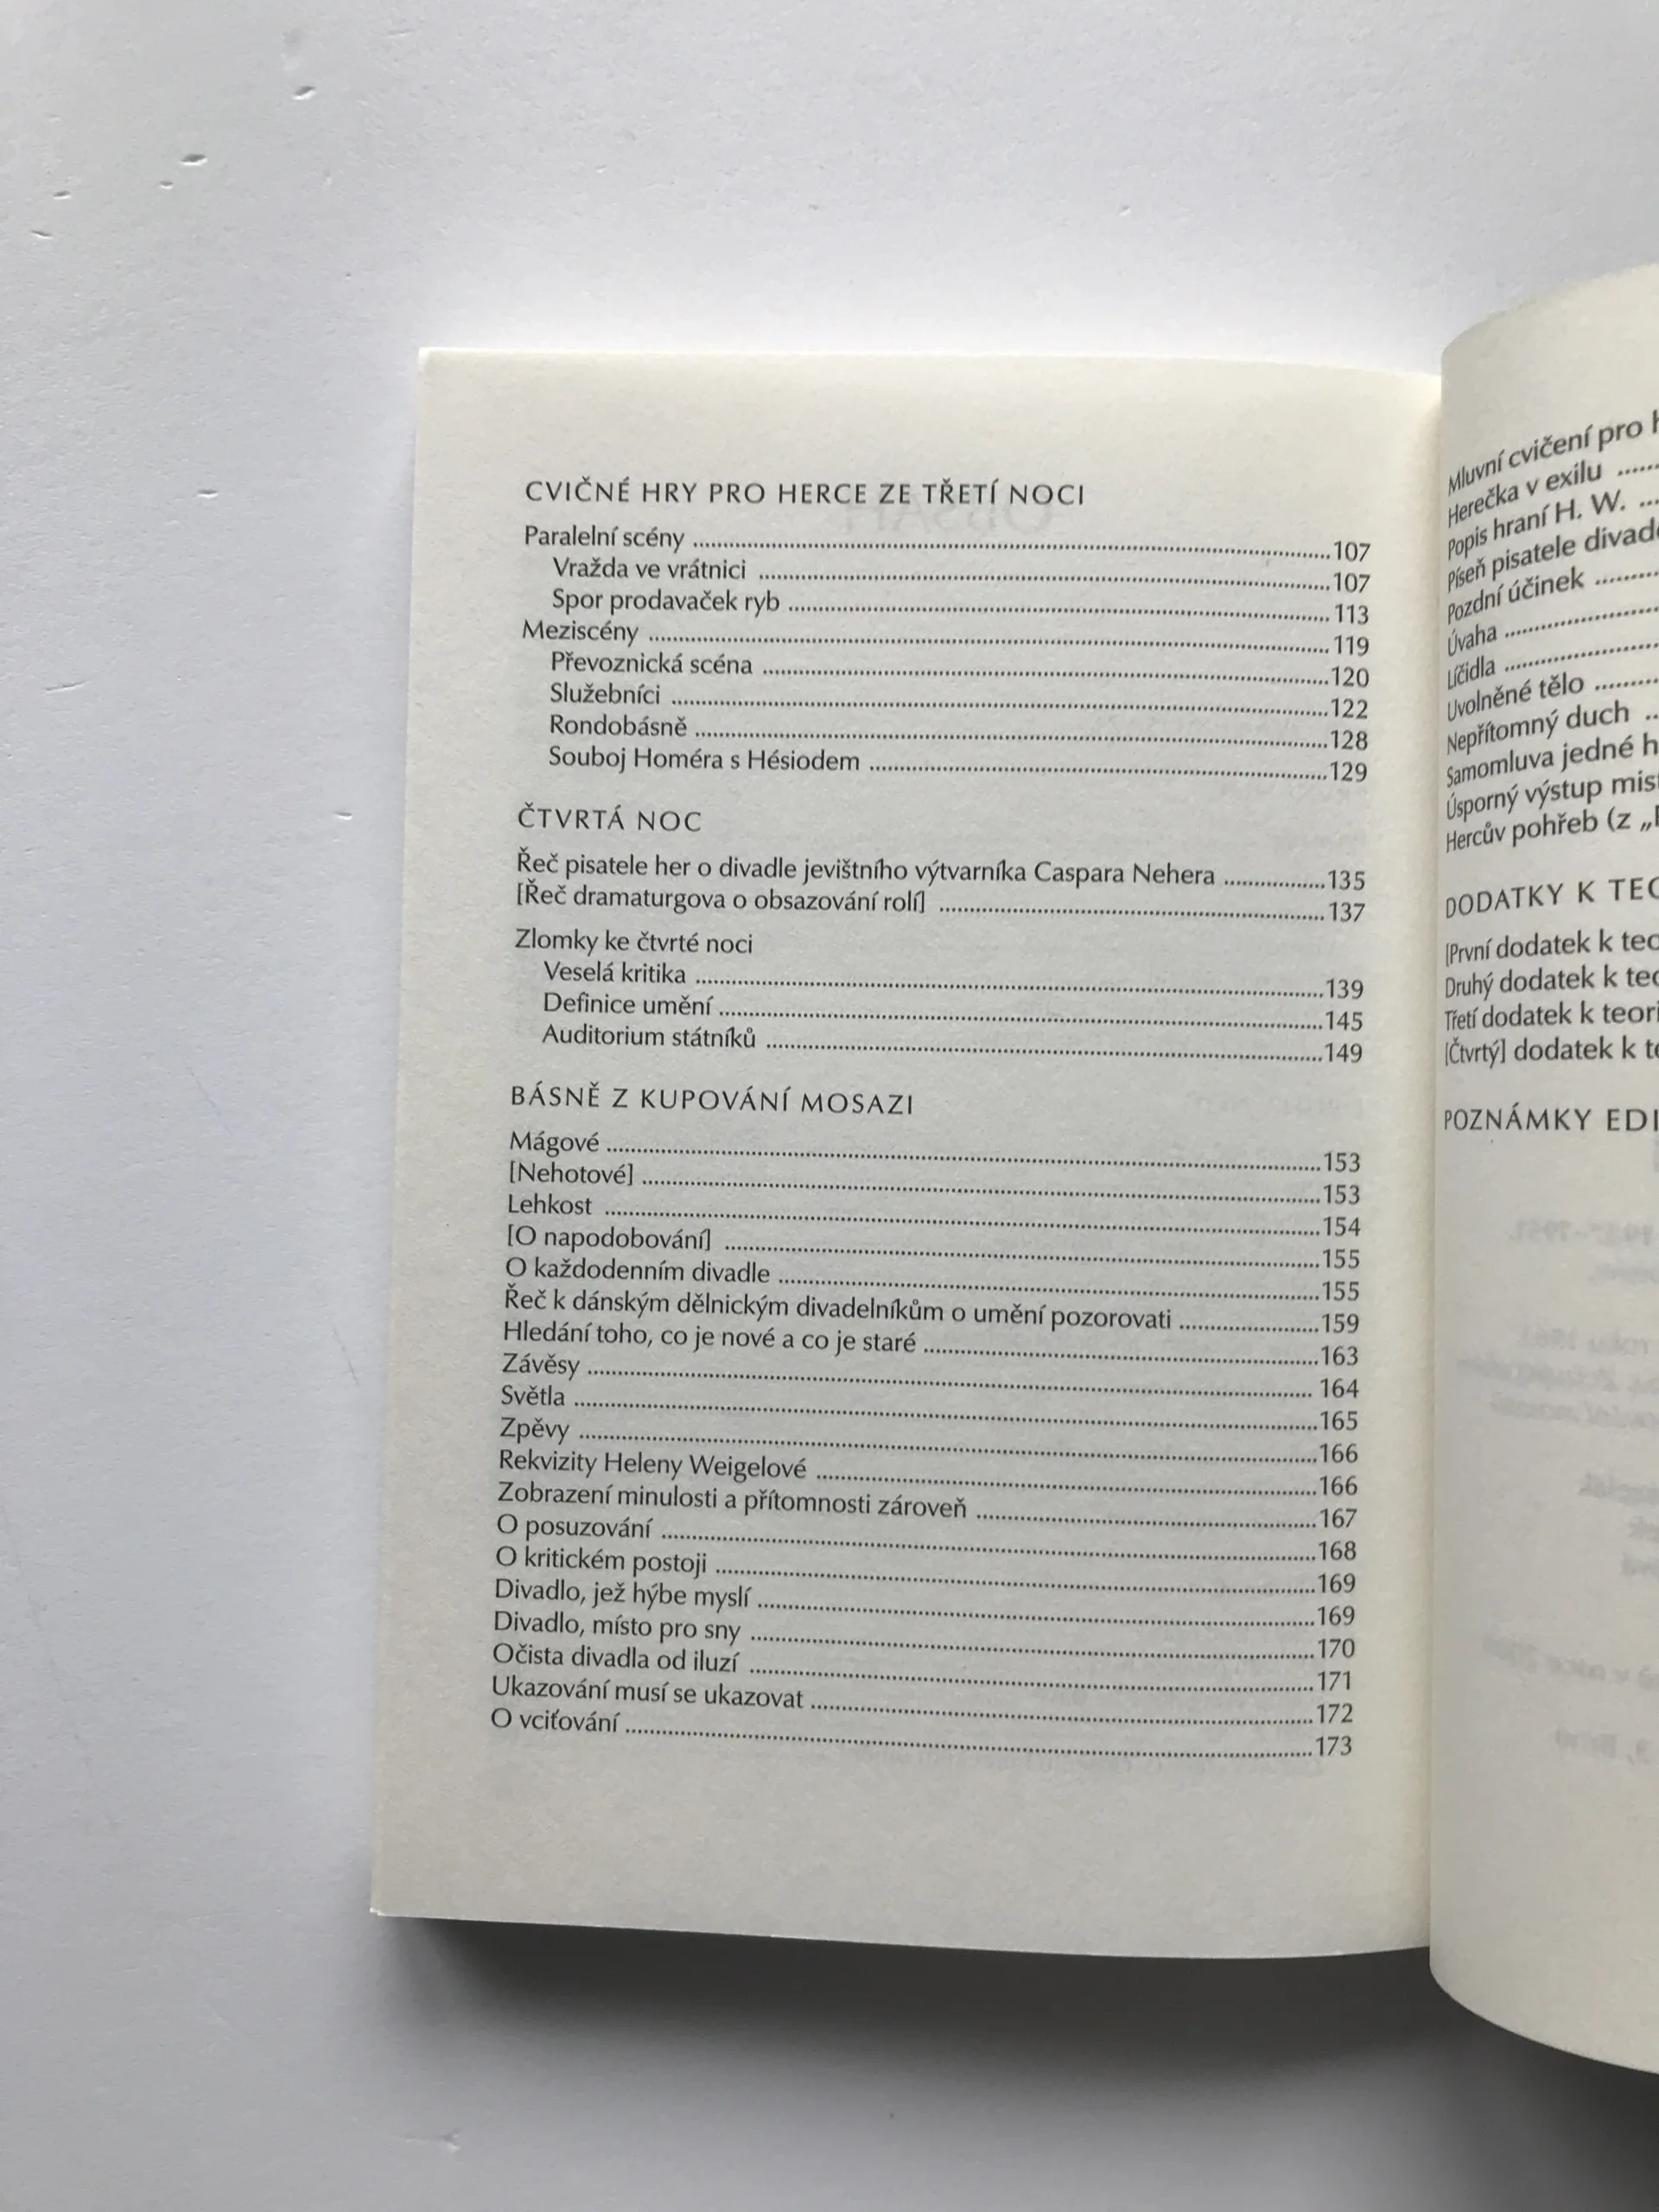 CVIČNÉ HRY PRO HERCE ZE TŘETÍ NOCI
Paralelní scény ........ 107
Vražda ve vrátnici ........ 107
Spor prodavaček ryb ........ 113
Meziscény ........ 119
Převoznická scéna ........ 120
Služebníci ........ 122
Rondobásně ........ 128
Souboj Homéra s Hésiodem ........ 129
ČTVRTÁ NOC
Řeč pisatele her o divadle jevištního výtvarníka Caspara Nehera ........ 135
[Řeč dramaturgova o obsazování rolí] ........ 137
Zlomky ke čtvrté noci
Veselá kritika ........ 139
Definice umění ........ 145
Auditorium státníků ........ 149
BÁSNĚ Z KUPOVÁNÍ MOSAZI
Mágové ........ 153
[Nehotové] ........ 153
Lehkost ........ 154
[O napodobování] ........ 155
O každodenním divadle ........ 155
Řeč k dánským dělnickým divadelníkům o umění pozorovati ........ 159
Hledání toho, co je nové a co je staré ........ 163
Závěsy ........ 164
Světla ........ 165
Zpěvy ........ 166
Rekvizity Heleny Weigelové ........ 166
Zobrazení minulosti a přítomnosti zároveň ........ 167
O posuzování ........ 168
O kritickém postoji ........ 169
Divadlo, jež hýbe myslí ........ 169
Divadlo, místo pro sny ........ 170
Očista divadla od iluzí ........ 171
Ukazování musí se ukazovat ........ 172
O vciťování ........ 173
Mluvní cvičení pro
Herečka v exilu ........
Popis hraní H. W. ...
Píseň pisatele
Pozdní účinek ........
Úvaha ........
Líčidla ........
Uvolněné tělo ........
Nepřítomný duch ..
Samomluva jedné
Úsporný výstup
Hercův pohřeb (z
DODATKY K
[První dodatek k
Druhý dodatek k
Třetí dodatek k
[Čtvrtý] dodatek k
POZNÁMKY